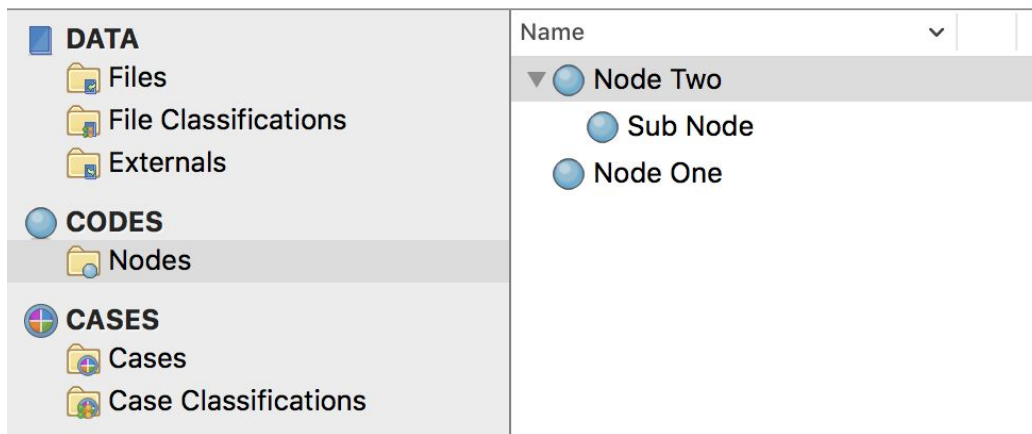 DATA
Files
File Classifications
Externals
CODES
Nodes
CASES
Cases
Case Classifications
Name
Node Two
Sub Node
Node One